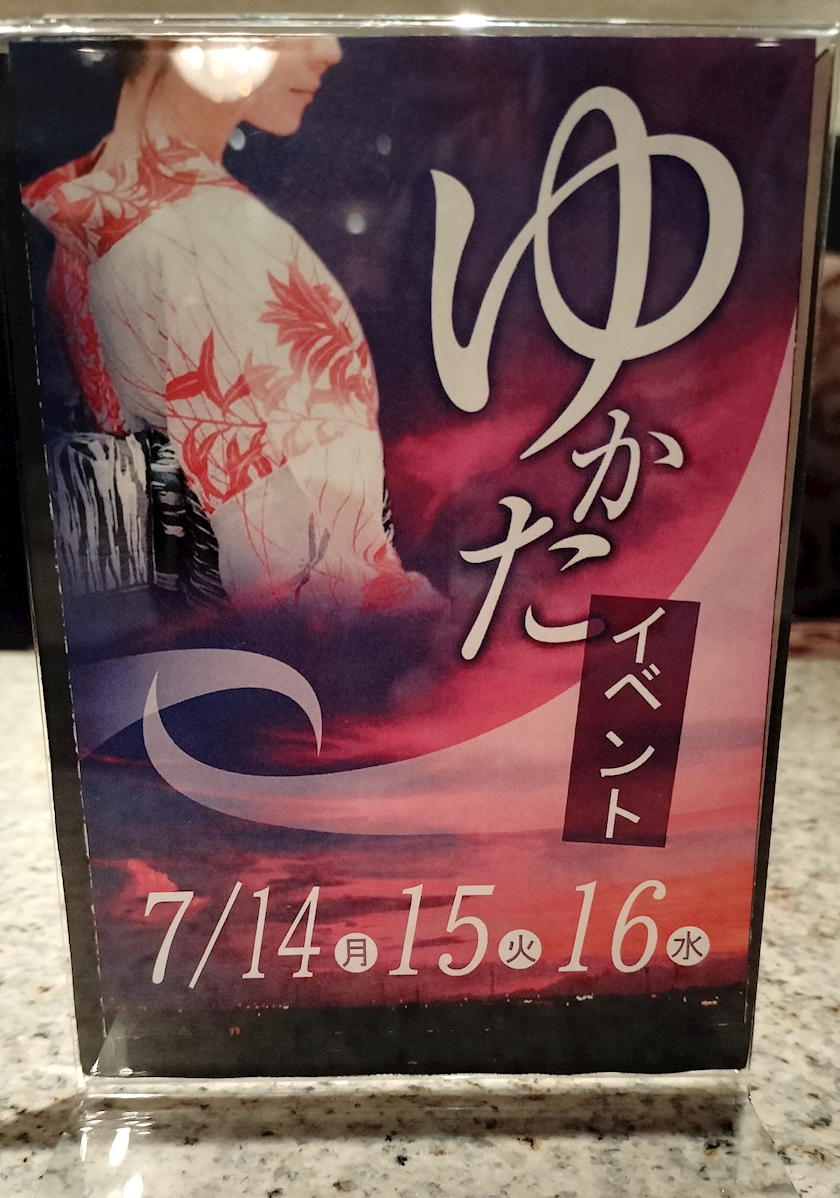 ゆかた
イベント
7/14月 15火 16水